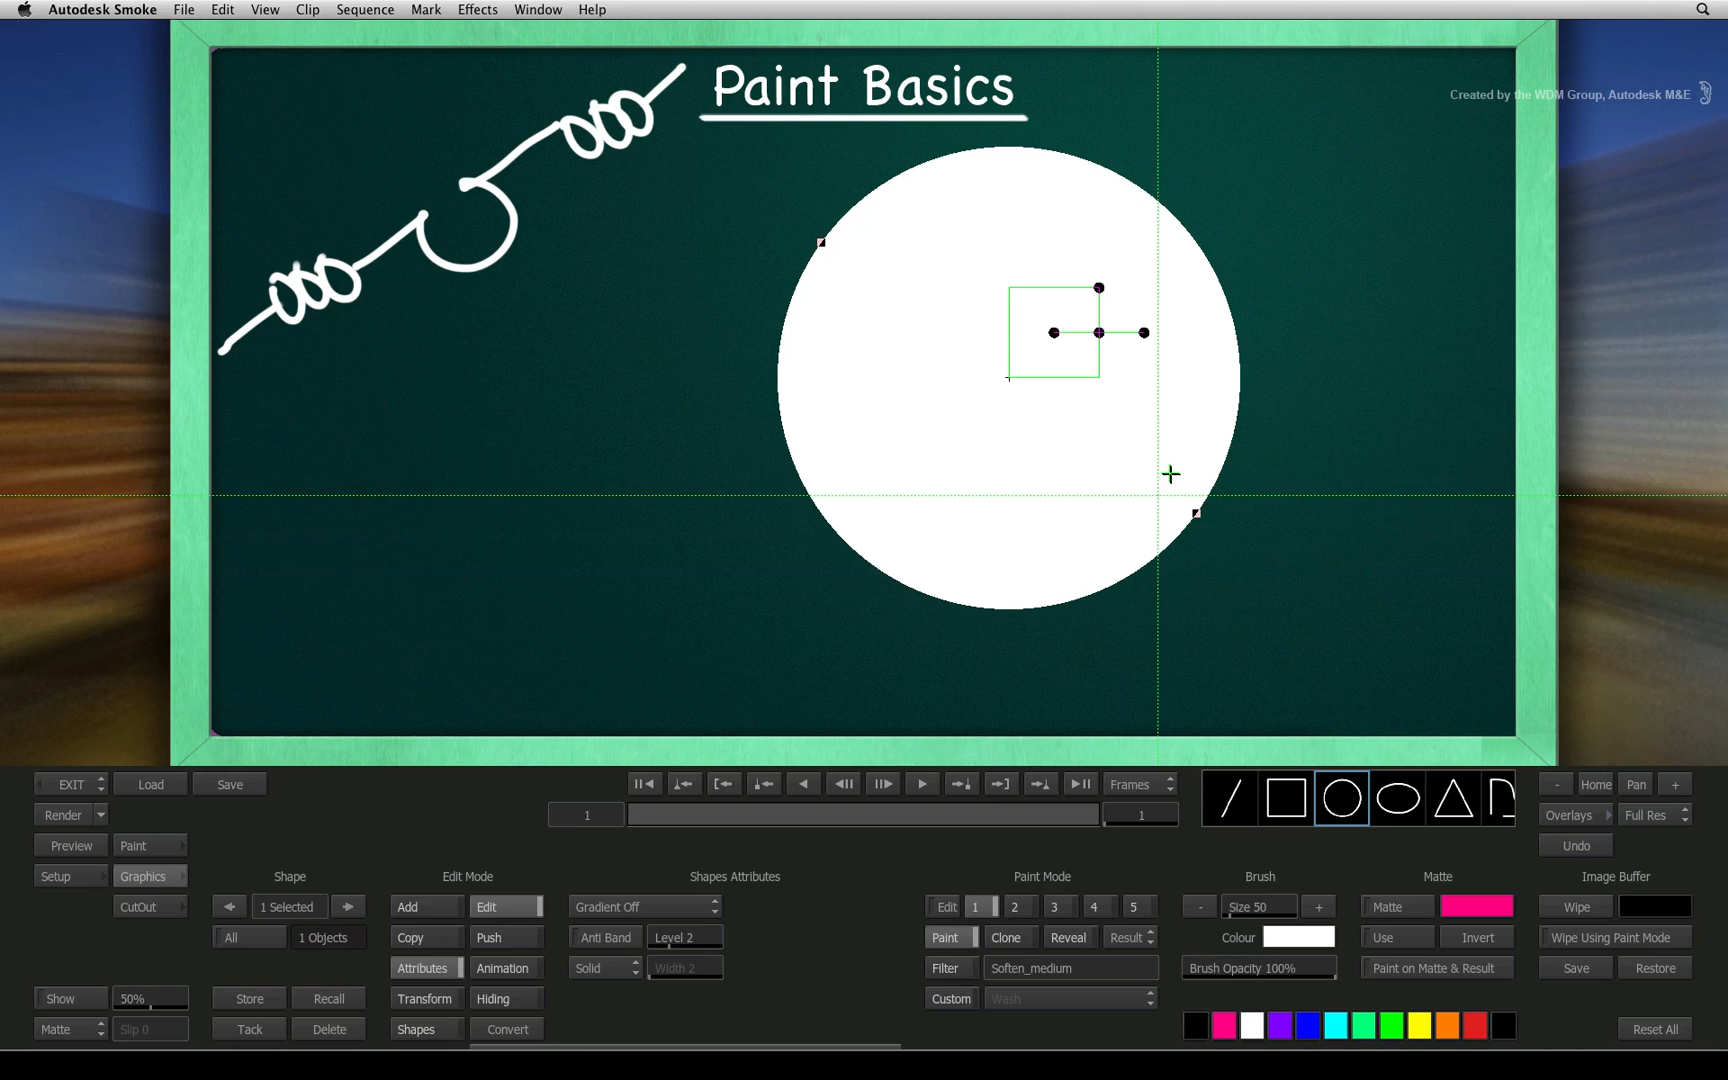 Autodesk Smoke File Edit View Clip Sequence Mark Effects Window Help
Paint Basics
Created by the WDM Group, Autodesk M&E
EXIT Load Save Frames - Home Pan +
Render 1 1 Overlays Full Res
Preview Paint Undo
Setup Graphics Shape Edit Mode Shapes Attributes Paint Mode Brush Matte Image Buffer
CutOut 1 Selected Add Edit Gradient Off Edit 1 2 3 4 5 - Size 50 + Matte Wipe
All 1 Objects Copy Push Anti Band Level 2 Paint Clone Reveal Result Colour Use Invert Wipe Using Paint Mode
Attributes Animation Solid Width 2 Filter Soften_medium Brush Opacity 100% Paint on Matte & Result Save Restore
Show 50% Store Recall Transform Hiding Custom Wash
Matte Slip 0 Tack Delete Shapes Convert Reset All